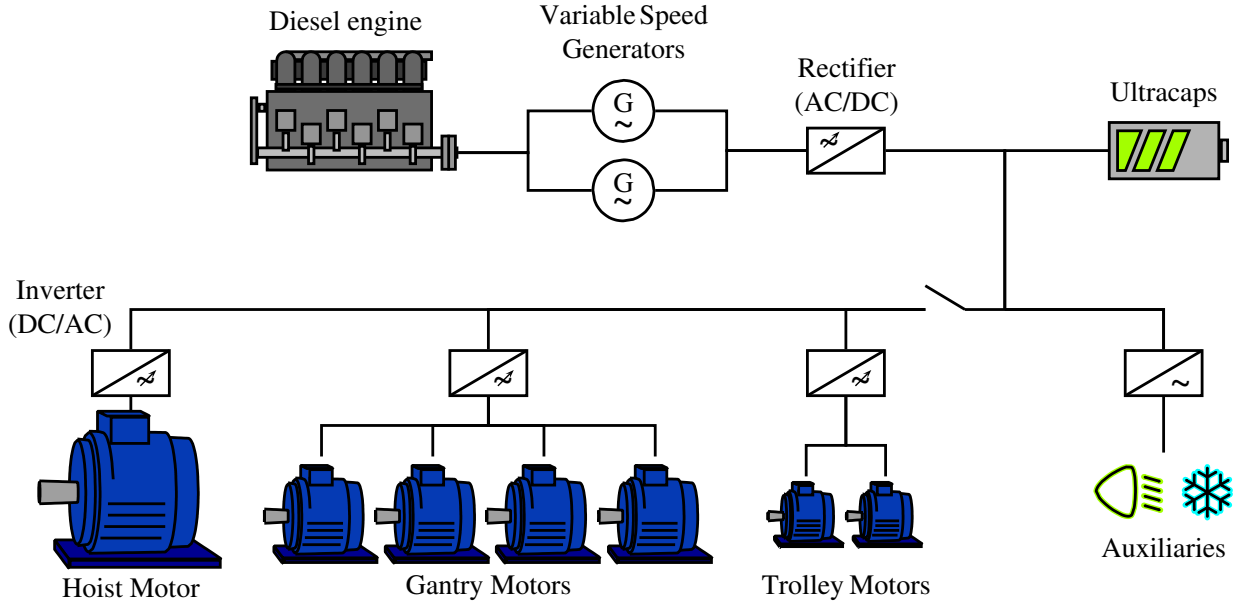 Diesel engine
Variable Speed
Generators
Rectifier
(AC/DC)
Ultracaps
G
~
G
~
Inverter
(DC/AC)
~
Hoist Motor
Gantry Motors
Trolley Motors
Auxiliaries